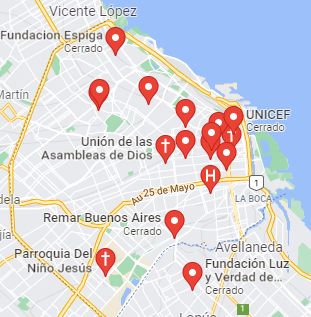 Vicente López
Fundacion Espiga
Cerrado
Martín
UNICEF
Cerrado
Unión de las
Asambleas de Dios
H
Au 25 de Mayo
1
LA BOCA
Remar Buenos Aires
Cerrado
Avellaneda
Parroquia Del
Niño Jesús
Fundación Luz
y Verdad de...
Cerrado
1